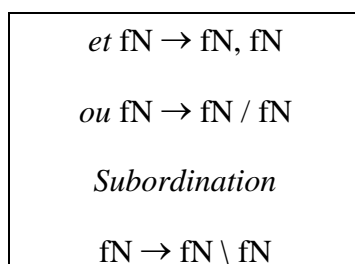 et fN → fN, fN
ou fN → fN / fN
Subordination
fN → fN \ fN